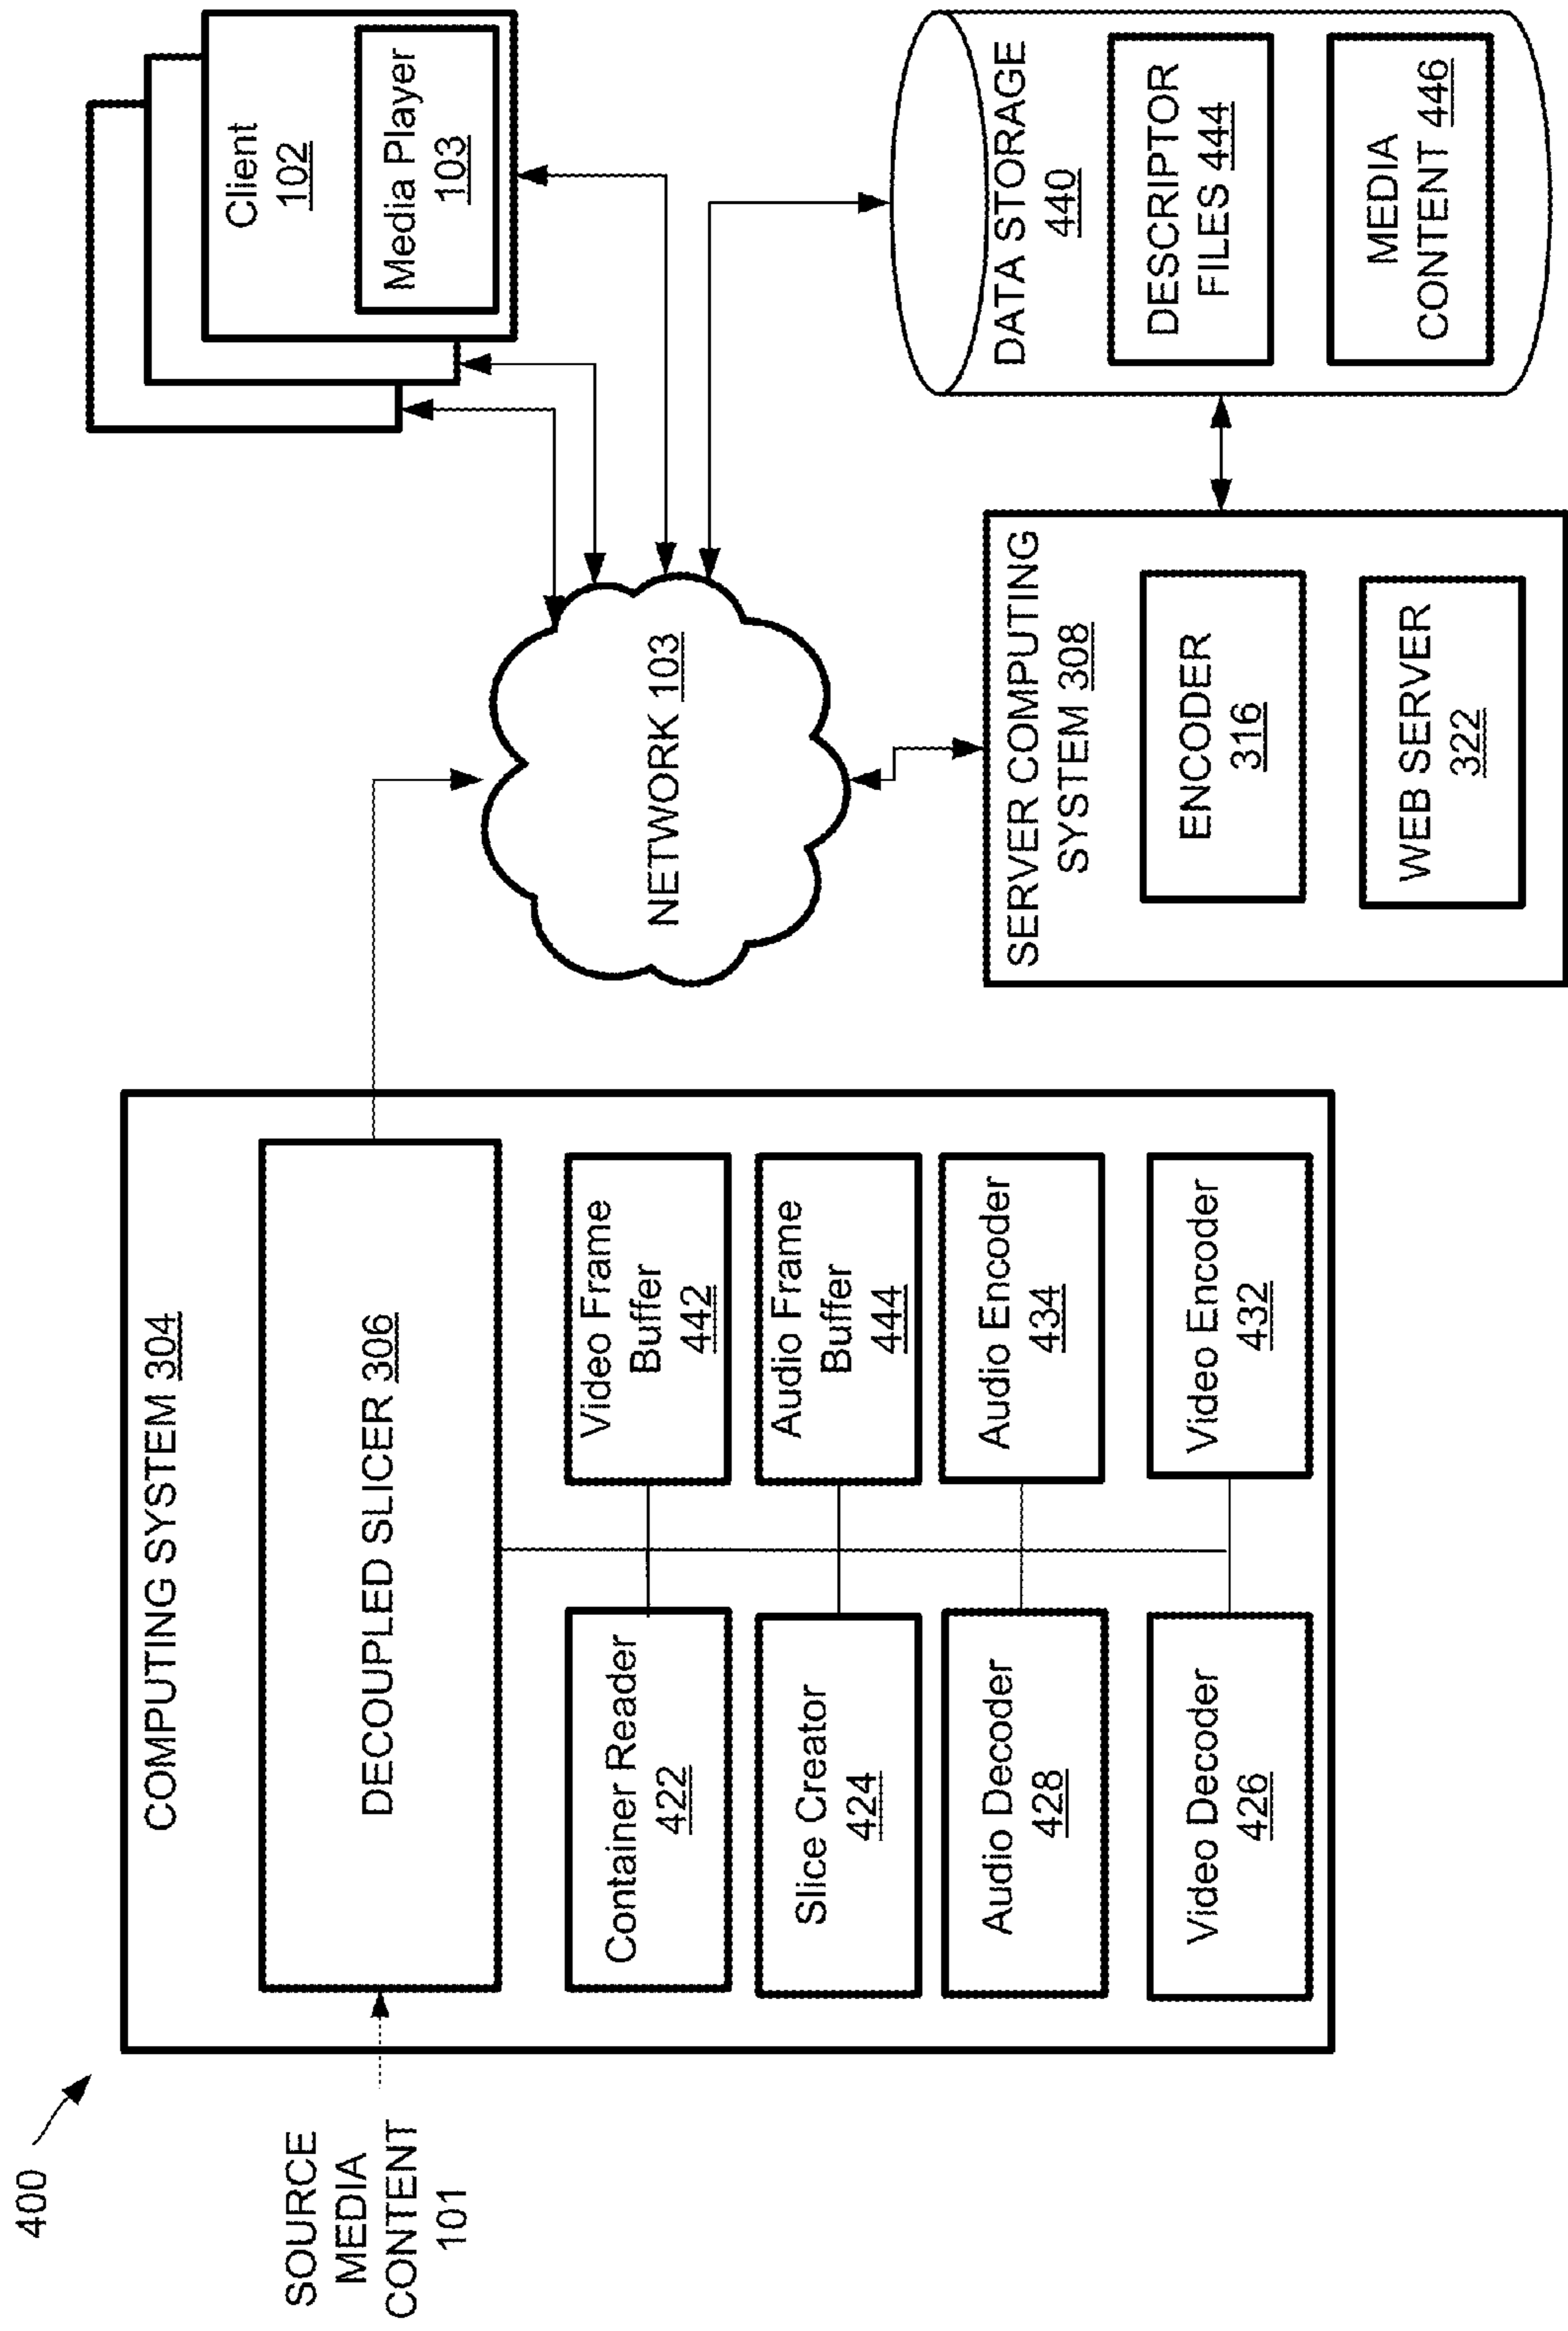 400
SOURCE
MEDIA
CONTENT
101
COMPUTING SYSTEM 304
DECOUPLED SLICER 306
Container Reader
422
Video Frame
Buffer
442
Slice Creator
424
Audio Frame
Buffer
444
Audio Decoder
428
Audio Encoder
434
Video Decoder
426
Video Encoder
432
NETWORK 103
Client
102
Media Player
103
SERVER COMPUTING
SYSTEM 308
ENCODER
316
WEB SERVER
322
DATA STORAGE
440
DESCRIPTOR
FILES 444
MEDIA
CONTENT 446